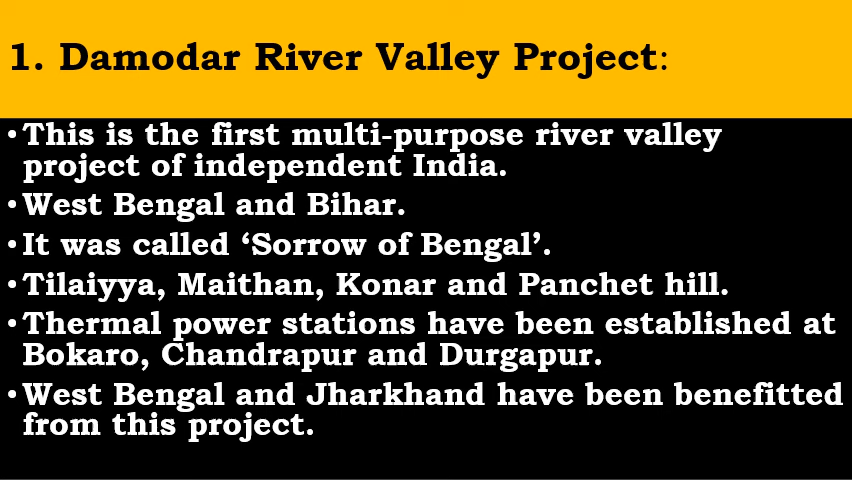 1. Damodar River Valley Project:
• This is the first multi-purpose river valley
project of independent India.
• West Bengal and Bihar.
• It was called ‘Sorrow of Bengal’.
• Tilaiyya, Maithan, Konar and Panchet hill.
• Thermal power stations have been established at
Bokaro, Chandrapur and Durgapur.
• West Bengal and Jharkhand have been benefitted
from this project.